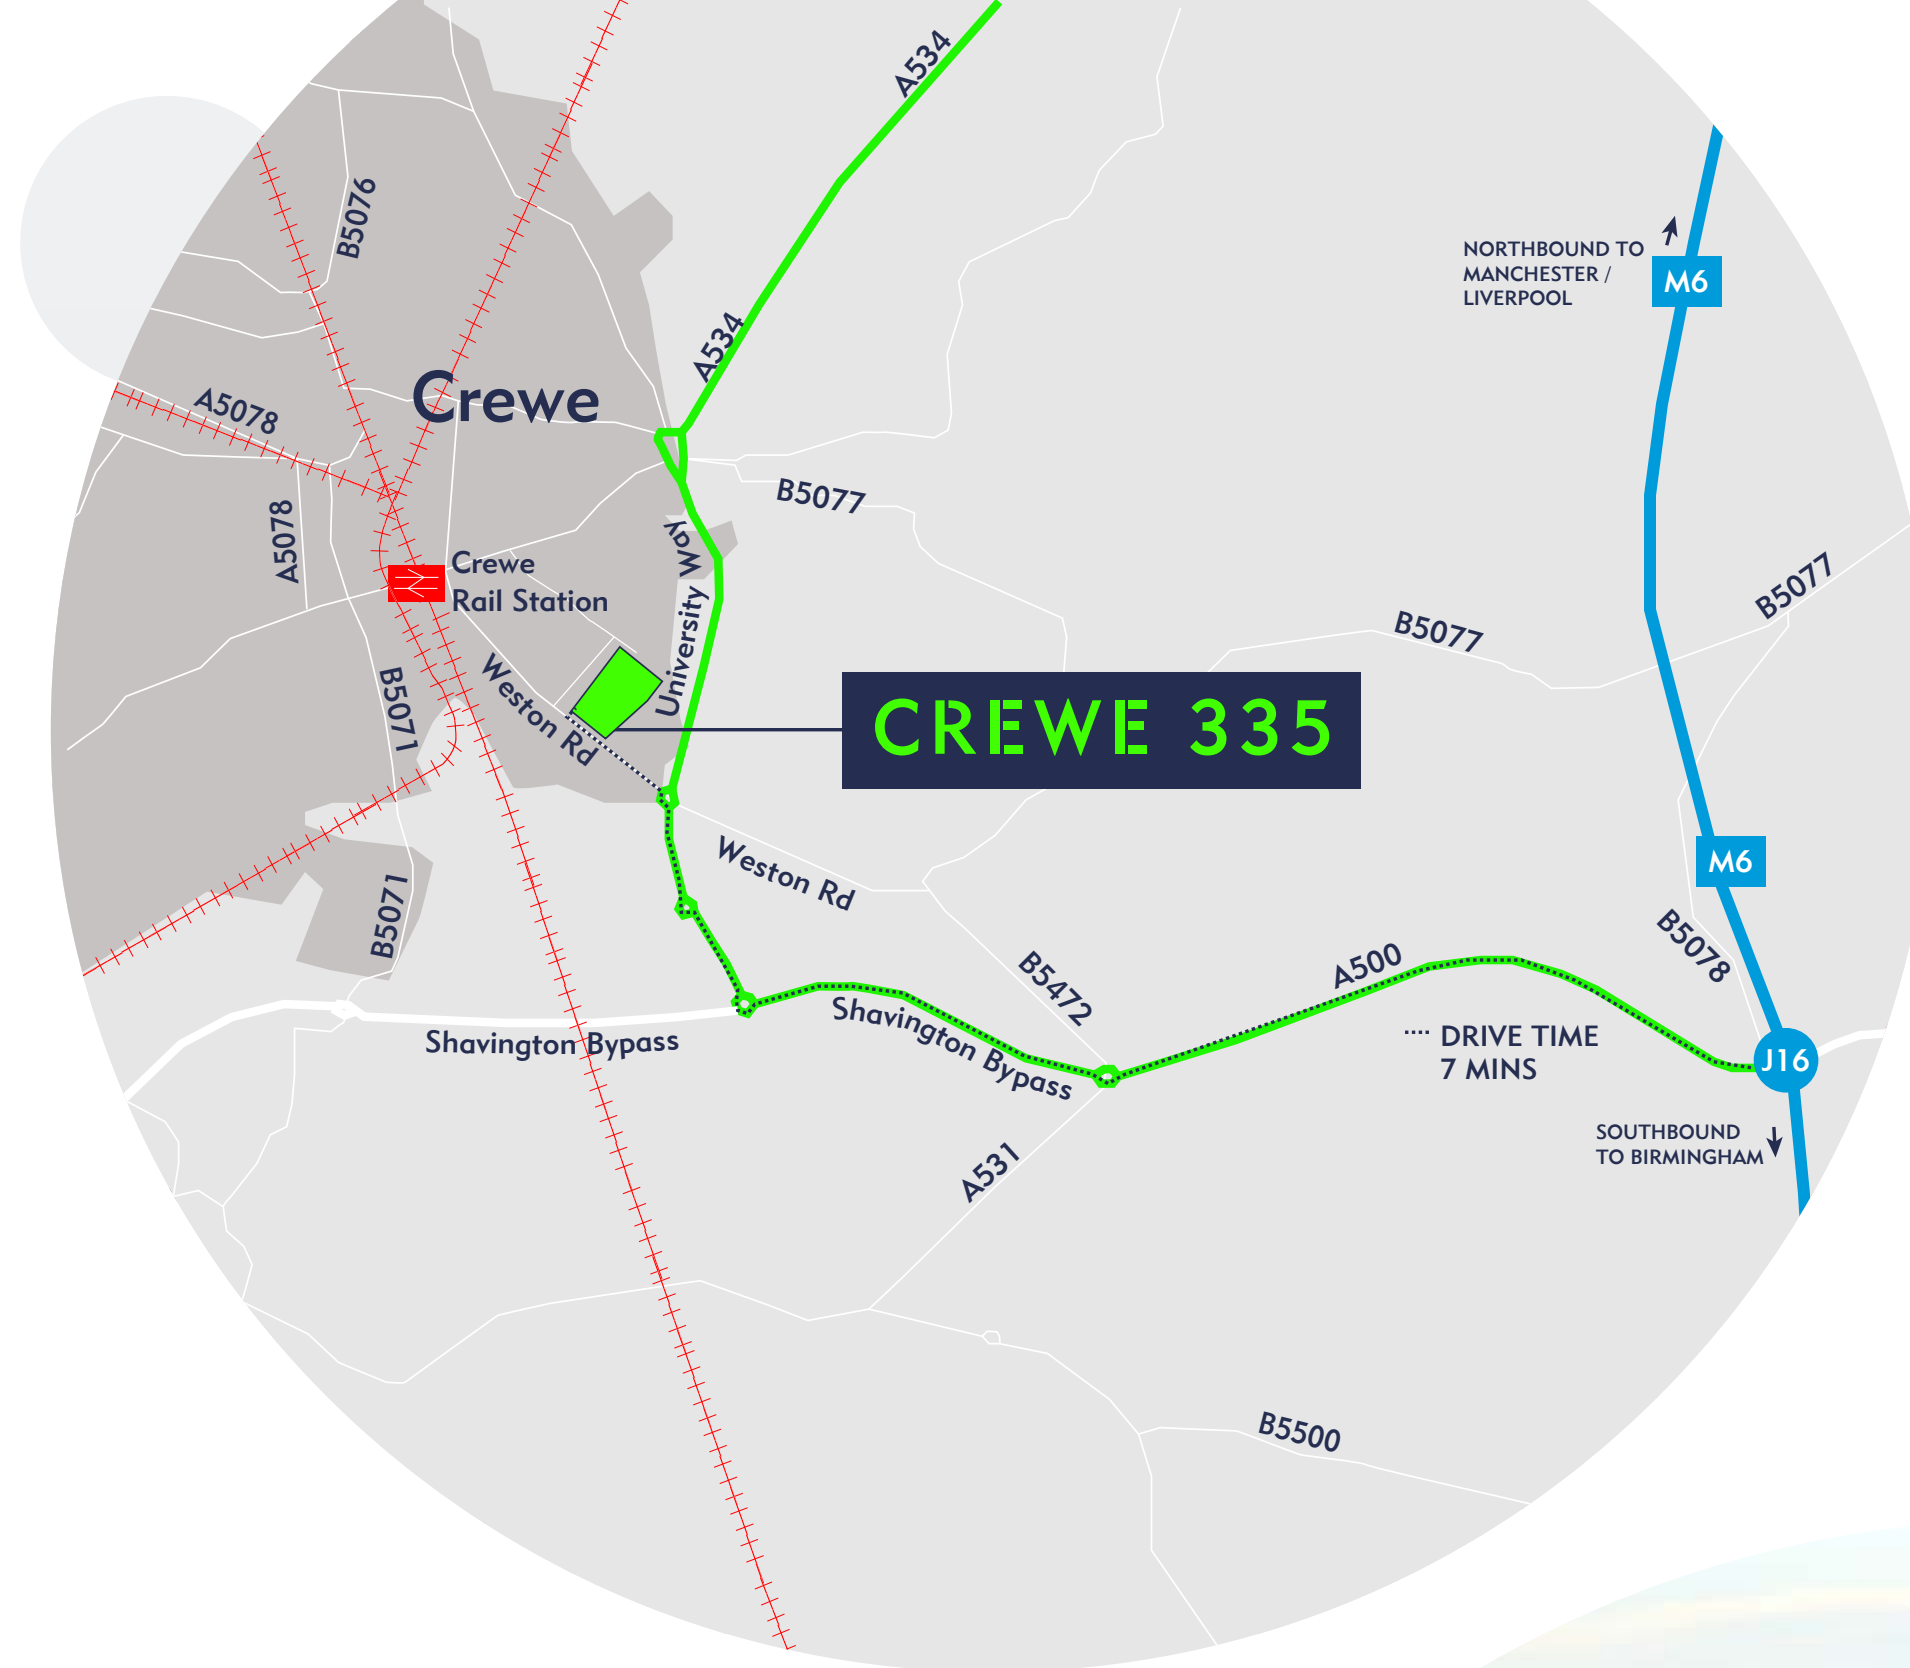 A534
B5076
NORTHBOUND TO
MANCHESTER /
LIVERPOOL
M6
A534
Crewe
A5078
B5077
A5078
University Way
Crewe
Rail Station
B5077
B5077
Weston Rd
B5071
CREWE 335
Weston Rd
M6
B5071
B5078
B5472
A500
Shavington Bypass
Shavington Bypass
DRIVE TIME
7 MINS
J16
SOUTHBOUND
TO BIRMINGHAM
A531
B5500